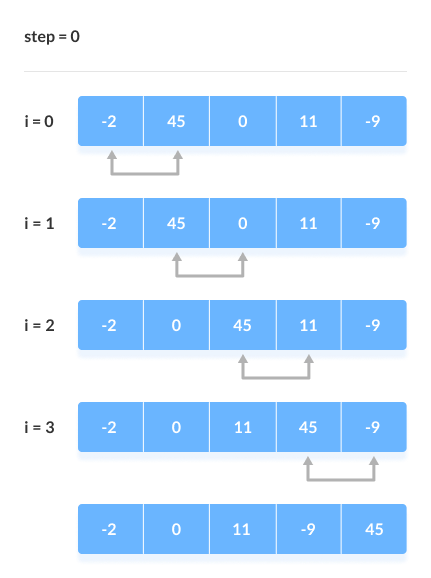 step = 0
i = 0 -2 45 0 11 -9
i = 1 -2 45 0 11 -9
i = 2 -2 0 45 11 -9
i = 3 -2 0 11 45 -9
-2 0 11 -9 45